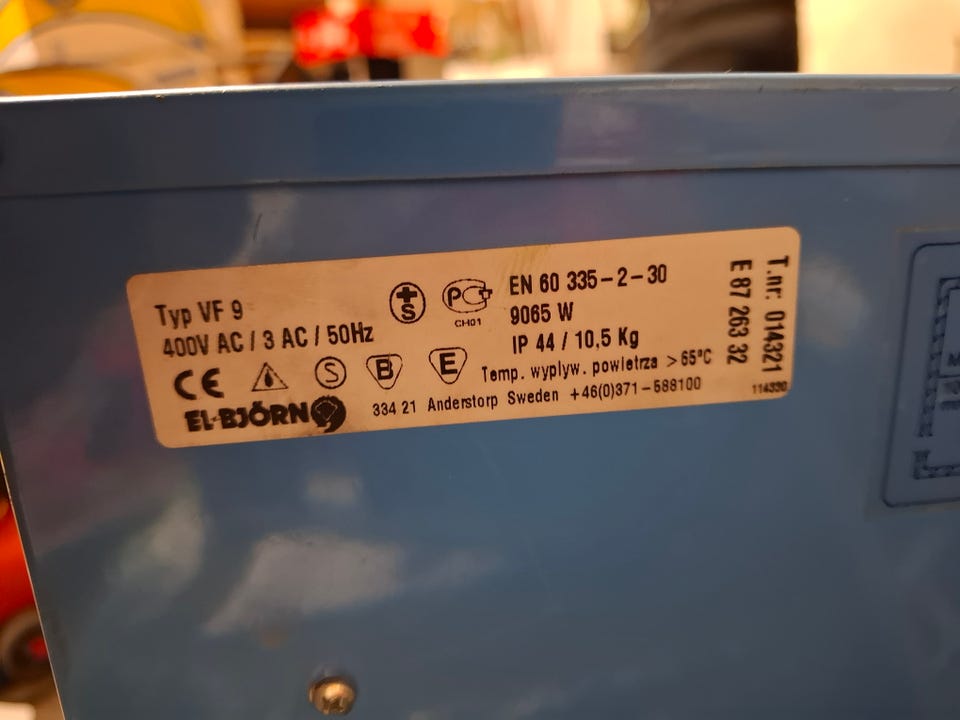 Typ VF 9
400V AC / 3 AC / 50Hz
CE
S
B
E
EL-BJÖRN
+S
PCT
CH01
EN 60 335-2-30
9065 W
IP 44 / 10,5 Kg
Temp. wyplyw. powietrza > 65°C
334 21 Anderstorp Sweden +46(0)371-588100
T.nr: 014321
E 87 263 32
114330